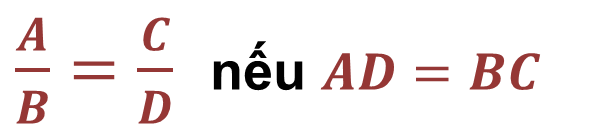 A/B = C/D nếu AD = BC